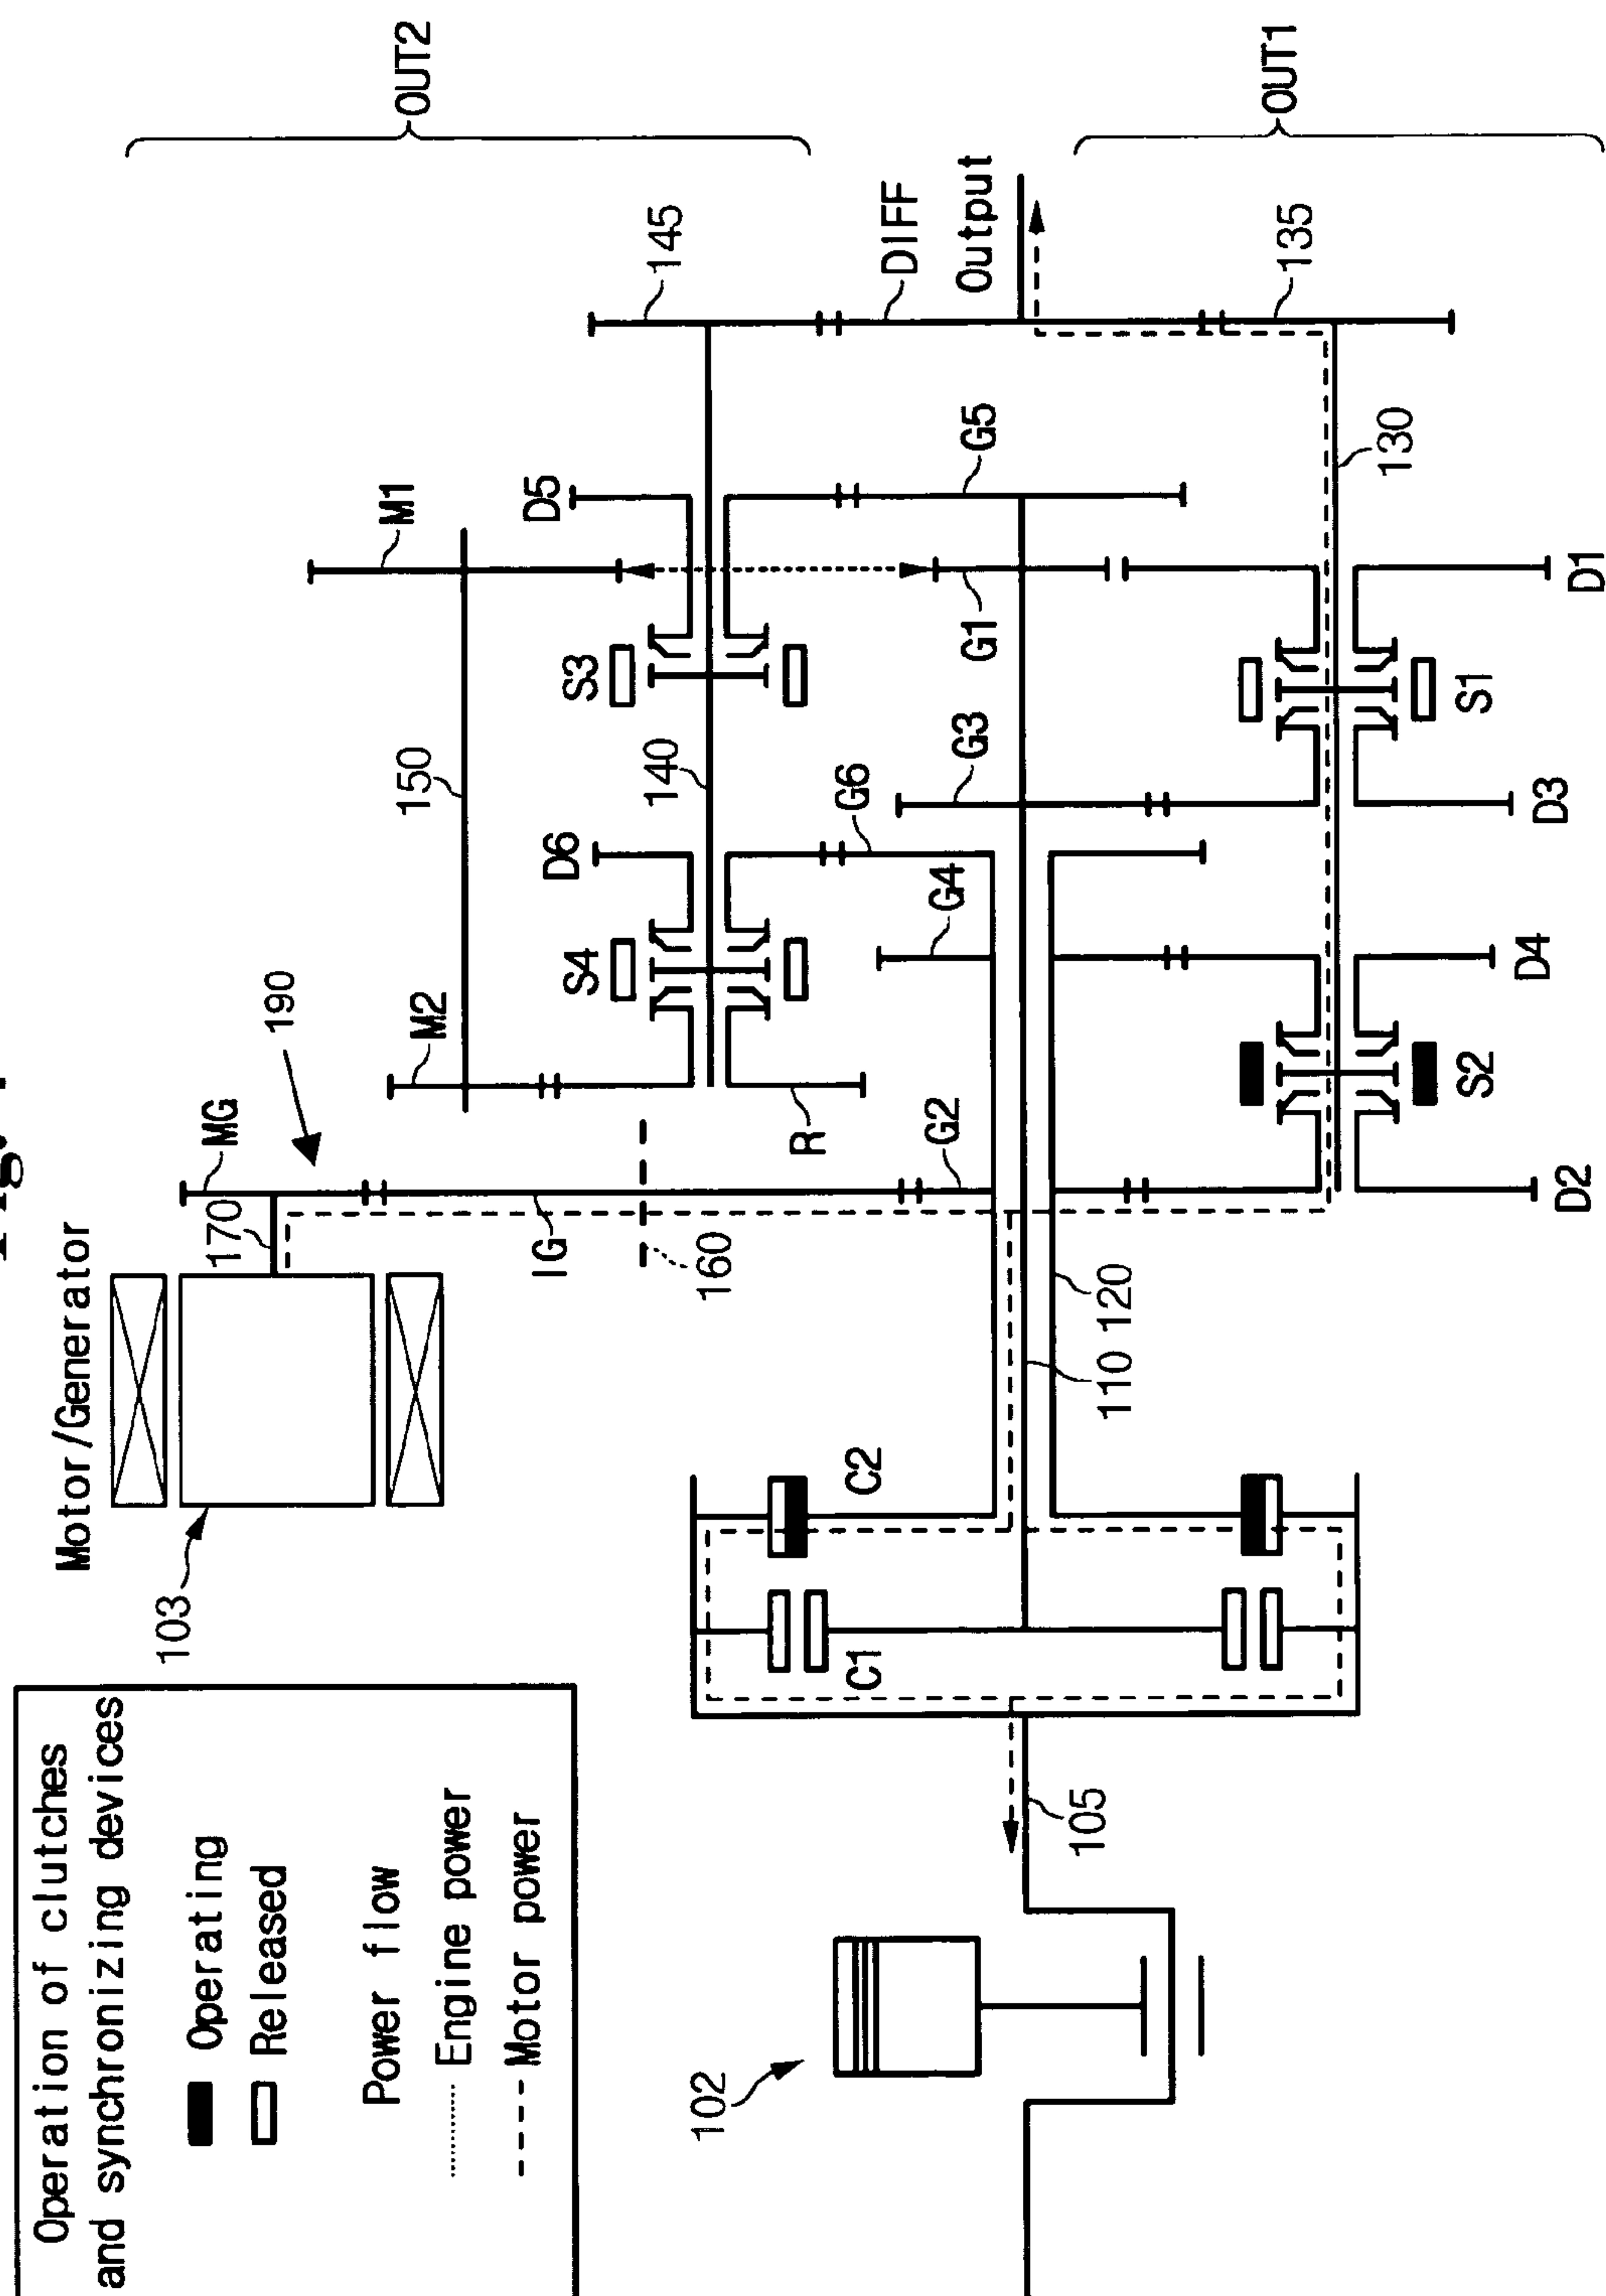 Operation of clutches
and synchronizing devices
Operating
Released
Power flow
Engine power
Motor power
Motor/Generator
103
102
105
C1
C2
110
120
170
MG
190
IG
160
M2
150
M1
S4
D6
S3
D5
R
140
G2
G4
G6
G3
G1
G5
145
DIFF
Output
135
130
D2
S2
D4
D3
S1
D1
OUT2
OUT1